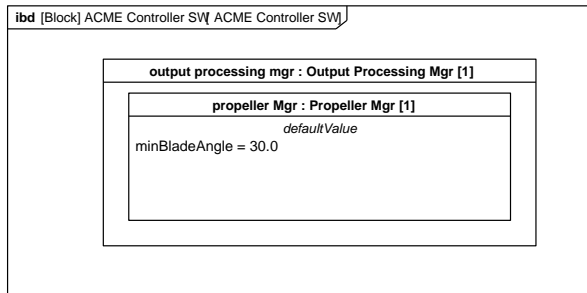 ibd [Block] ACME Controller SW[ ACME Controller SW]
output processing mgr : Output Processing Mgr [1]
propeller Mgr : Propeller Mgr [1]
defaultValue
minBladeAngle = 30.0